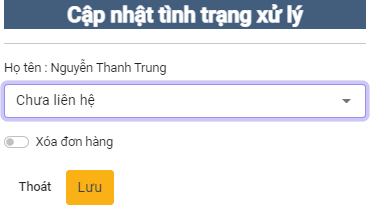 Cập nhật tình trạng xử lý
Họ tên : Nguyễn Thanh Trung
Chưa liên hệ
Xóa đơn hàng
Thoát Lưu